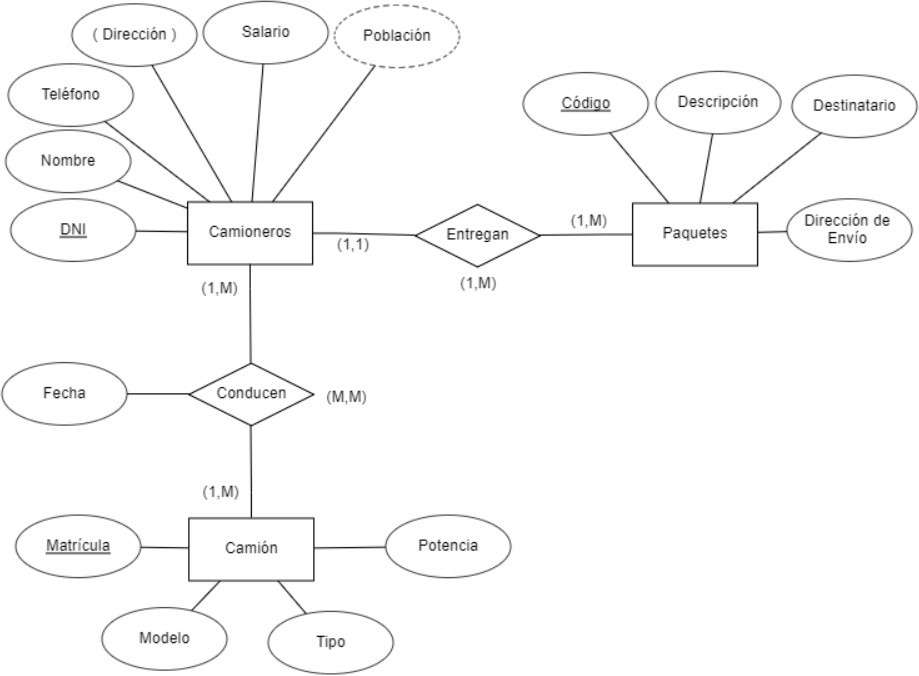 ( Dirección )
Salario
Población
Teléfono
Nombre
DNI
Camioneros
(1,1)
Entregan
(1,M)
(1,M)
Código
Descripción
Destinatario
Paquetes
Dirección de
Envío
(1,M)
Fecha
Conducen
(M,M)
(1,M)
Matrícula
Camión
Potencia
Modelo
Tipo